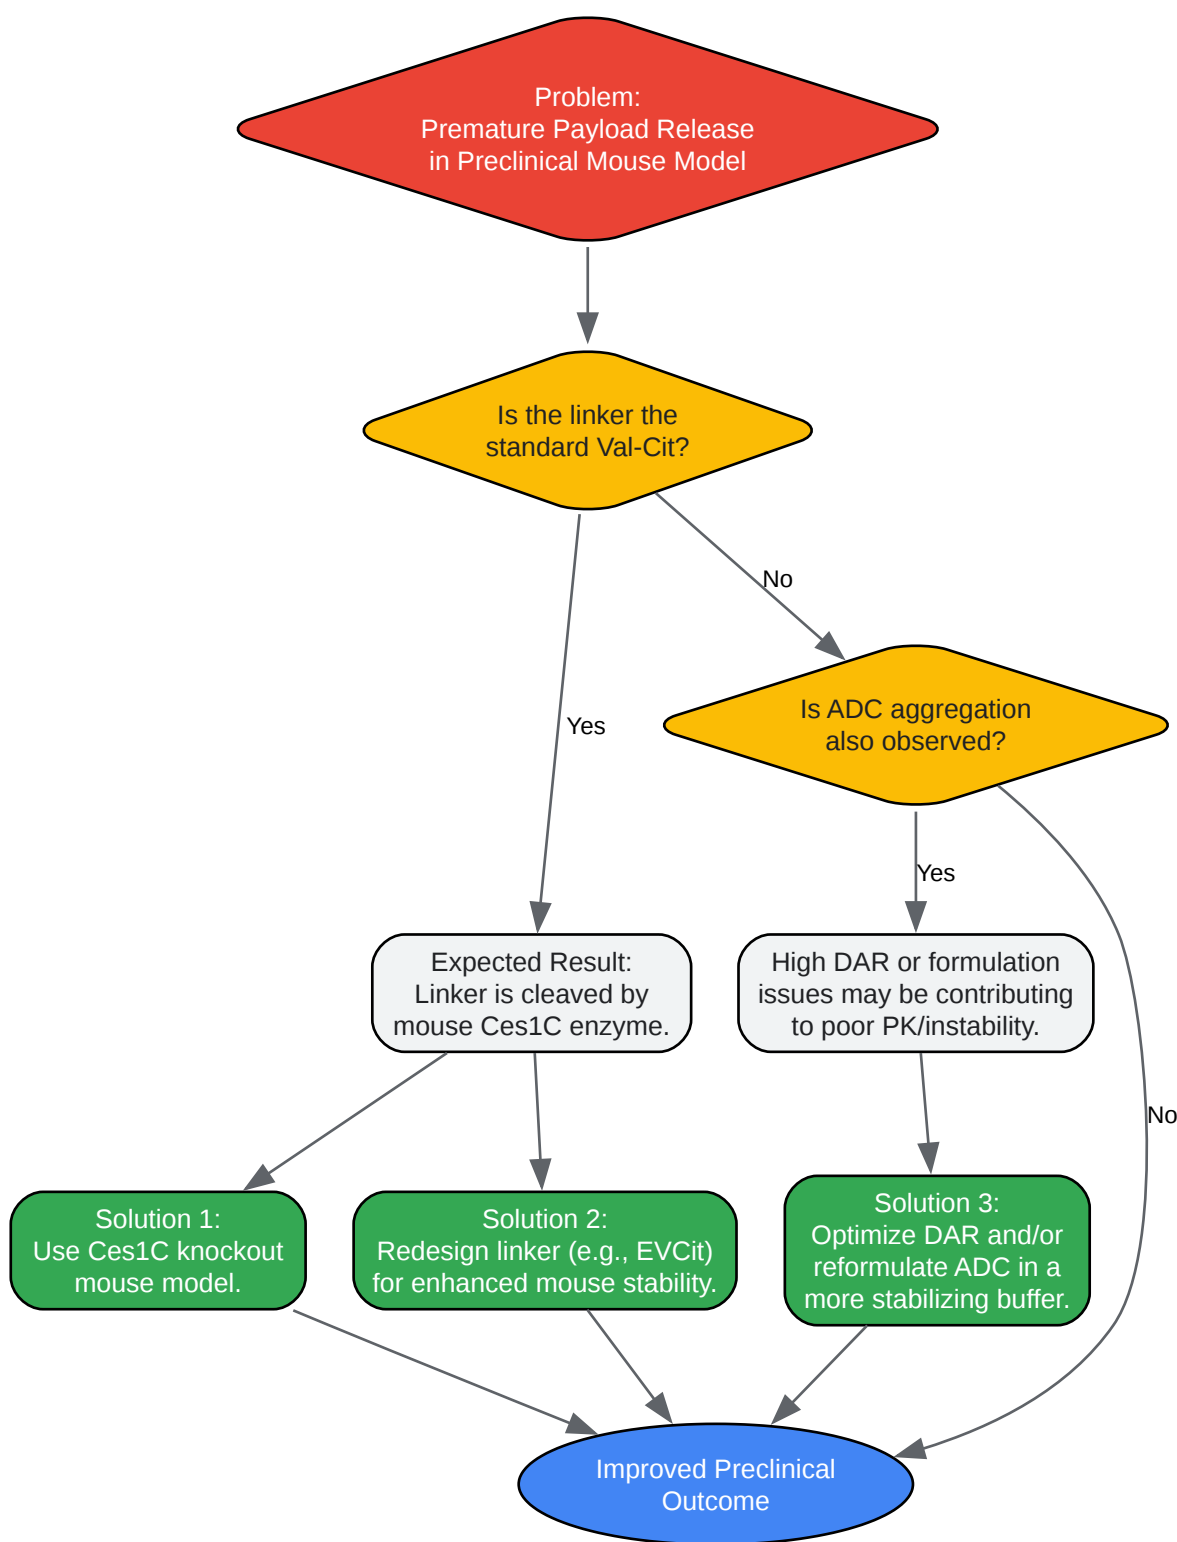 Problem:
Premature Payload Release
in Preclinical Mouse Model
Is the linker the
standard Val-Cit?
No
Is ADC aggregation
also observed?
Yes
Yes
Expected Result:
Linker is cleaved by
mouse Ces1C enzyme.
High DAR or formulation
issues may be contributing
to poor PK/instability.
No
Solution 1:
Use Ces1C knockout
mouse model.
Solution 2:
Redesign linker (e.g., EVCit)
for enhanced mouse stability.
Solution 3:
Optimize DAR and/or
reformulate ADC in a
more stabilizing buffer.
Improved Preclinical
Outcome